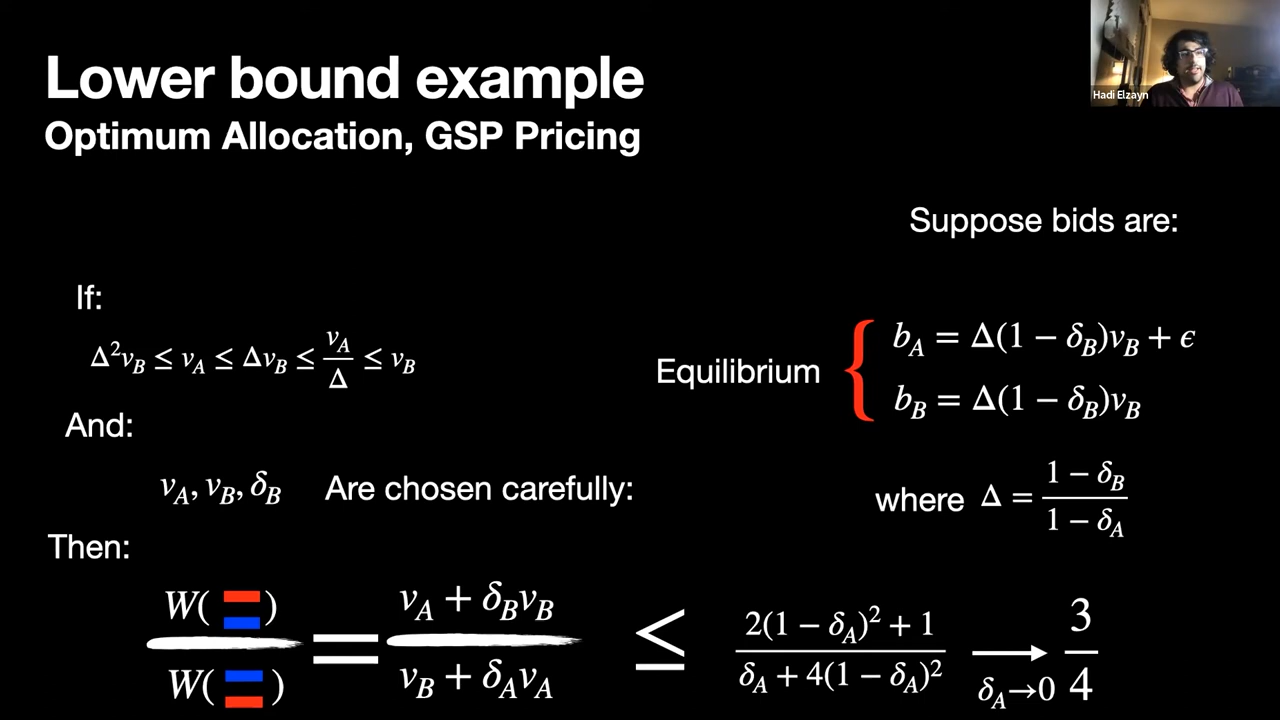 Lower bound example
Optimum Allocation, GSP Pricing
Hadi Elzayn
Suppose bids are:
If:
Δ²v_B ≤ v_A ≤ Δv_B ≤ v_A/Δ ≤ v_B
Equilibrium { b_A = Δ(1 − δ_B)v_B + ϵ
b_B = Δ(1 − δ_B)v_B
And:
v_A, v_B, δ_B Are chosen carefully:
where Δ = (1 − δ_B)/(1 − δ_A)
Then:
W( )/W( ) = (v_A + δ_B v_B)/(v_B + δ_A v_A) ≤ (2(1 − δ_A)² + 1)/(δ_A + 4(1 − δ_A)²) → δ_A→0 3/4